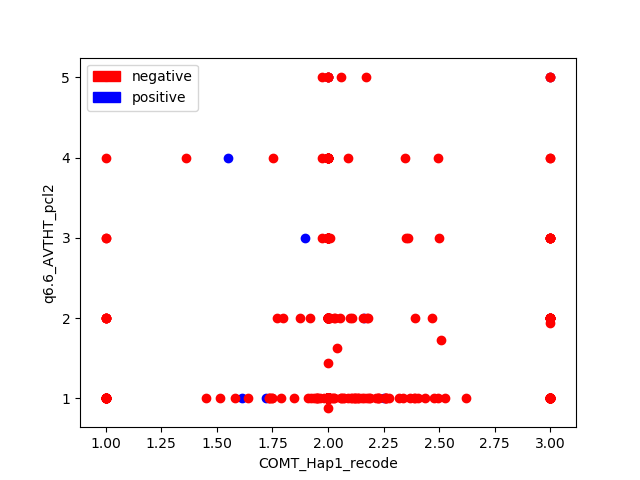 negative
positive
5
4
3
2
1
q6.6_AVTHT_pcl2
1.00 1.25 1.50 1.75 2.00 2.25 2.50 2.75 3.00
COMT_Hap1_recode